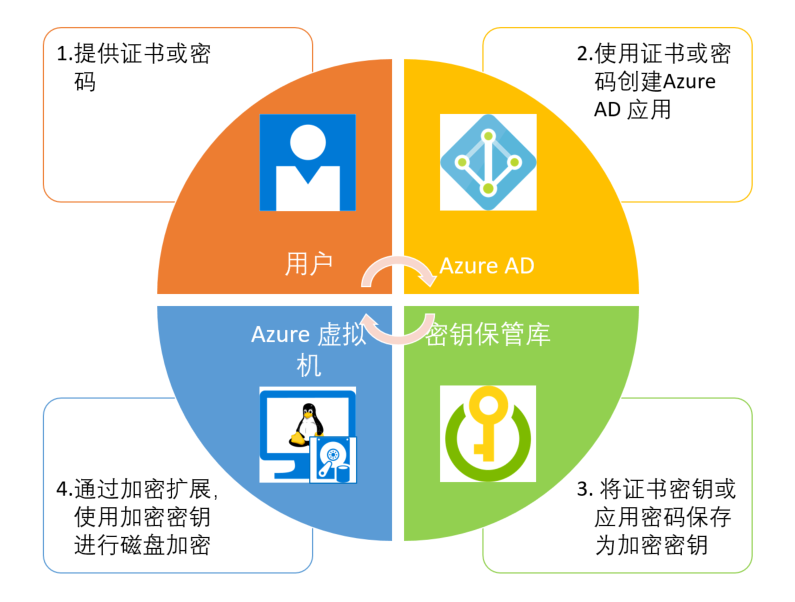 1.提供证书或密
码
2.使用证书或密
码创建Azure
AD 应用
用户
Azure AD
Azure 虚拟
机
密钥保管库
4.通过加密扩展,
使用加密密钥
进行磁盘加密
3. 将证书密钥或
应用密码保存
为加密密钥